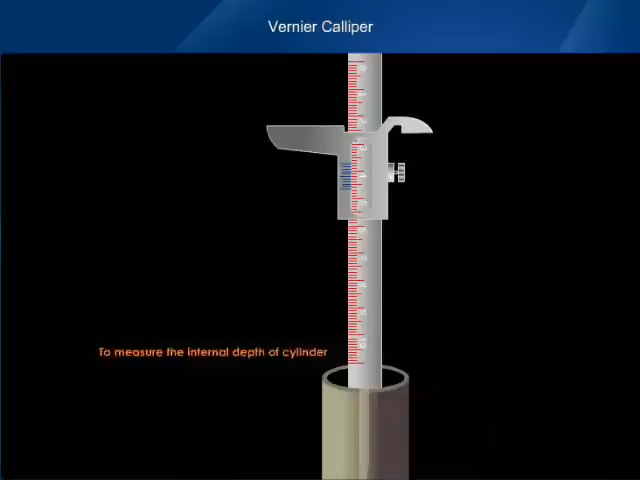 Vernier Calliper
To measure the internal depth of cylinder